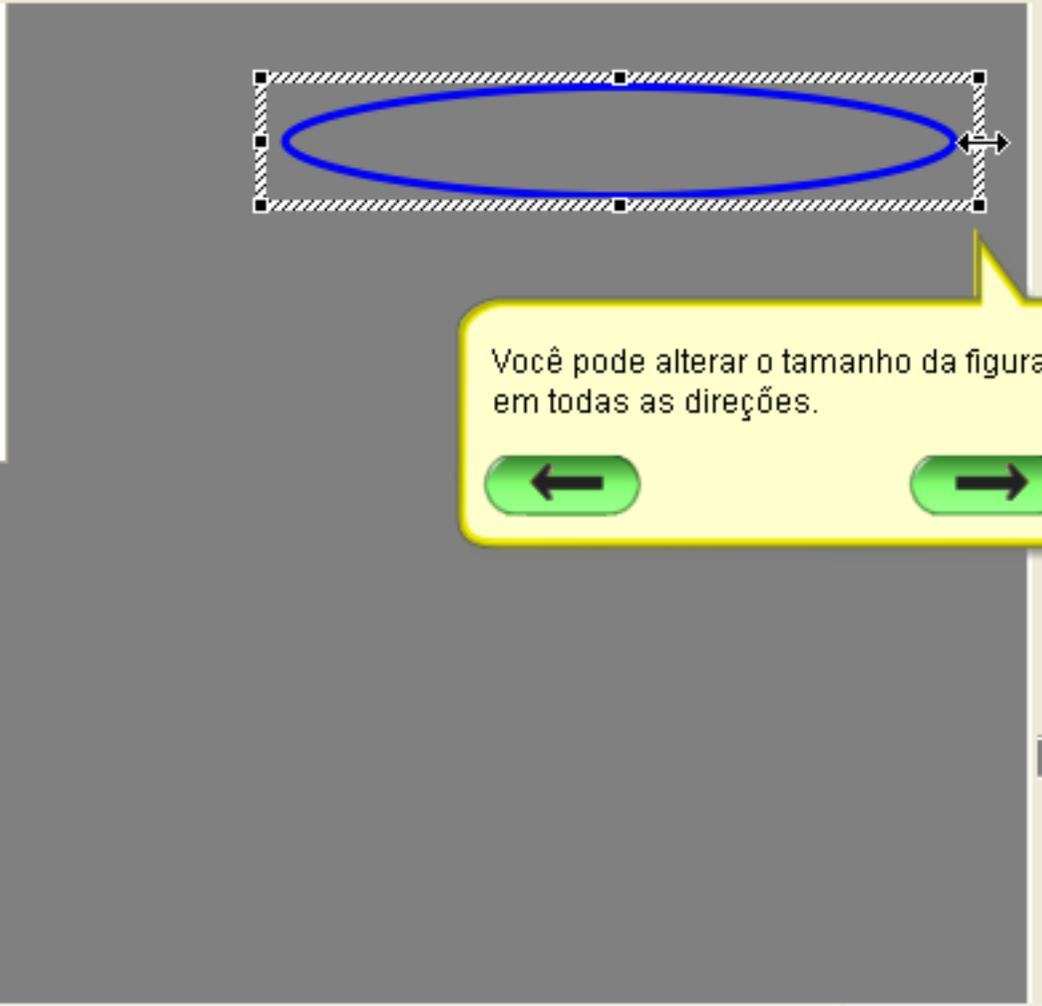 Você pode alterar o tamanho da figura
em todas as direções.